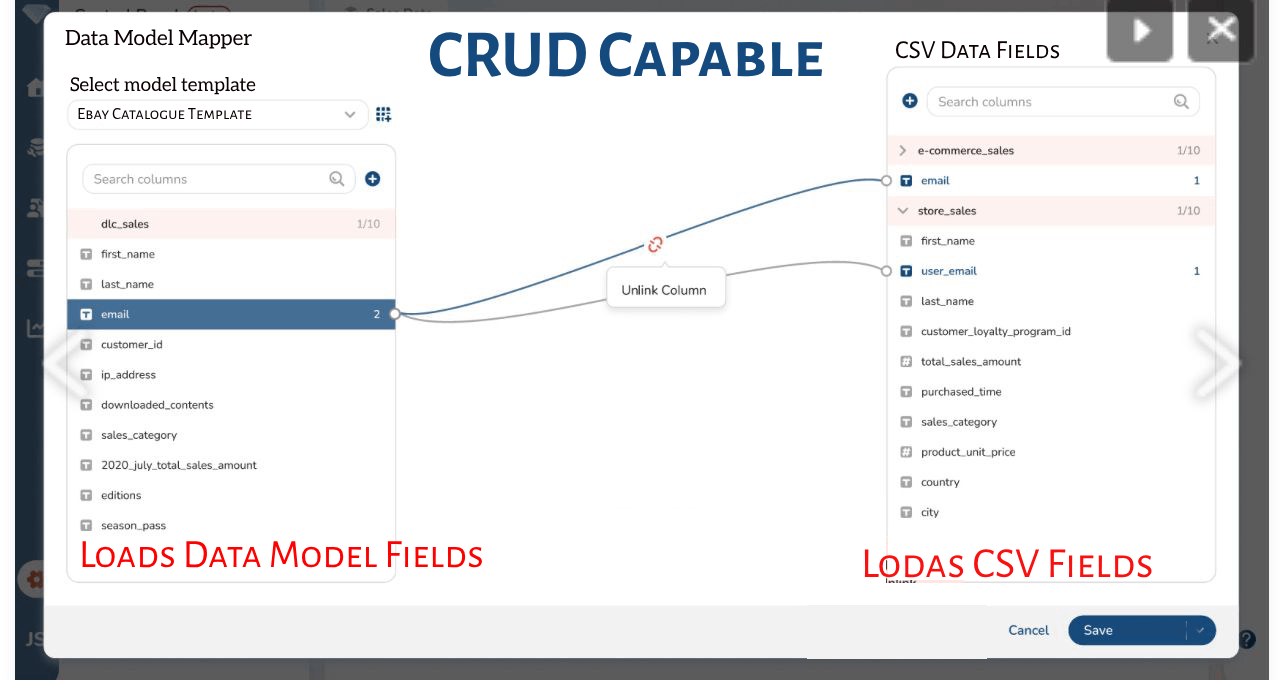 Data Model Mapper
CRUD CAPABLE
CSV DATA FIELDS
Select model template
EBAY CATALOGUE TEMPLATE
Search columns
dlc_sales 1/10
first_name
last_name
email 2
customer_id
ip_address
downloaded_contents
sales_category
2020_july_total_sales_amount
editions
season_pass
LOADS DATA MODEL FIELDS
Unlink Column
Search columns
e-commerce_sales 1/10
email 1
store_sales 1/10
first_name
user_email 1
last_name
customer_loyalty_program_id
total_sales_amount
purchased_time
sales_category
product_unit_price
country
city
LODAS CSV FIELDS
Cancel
Save
JS